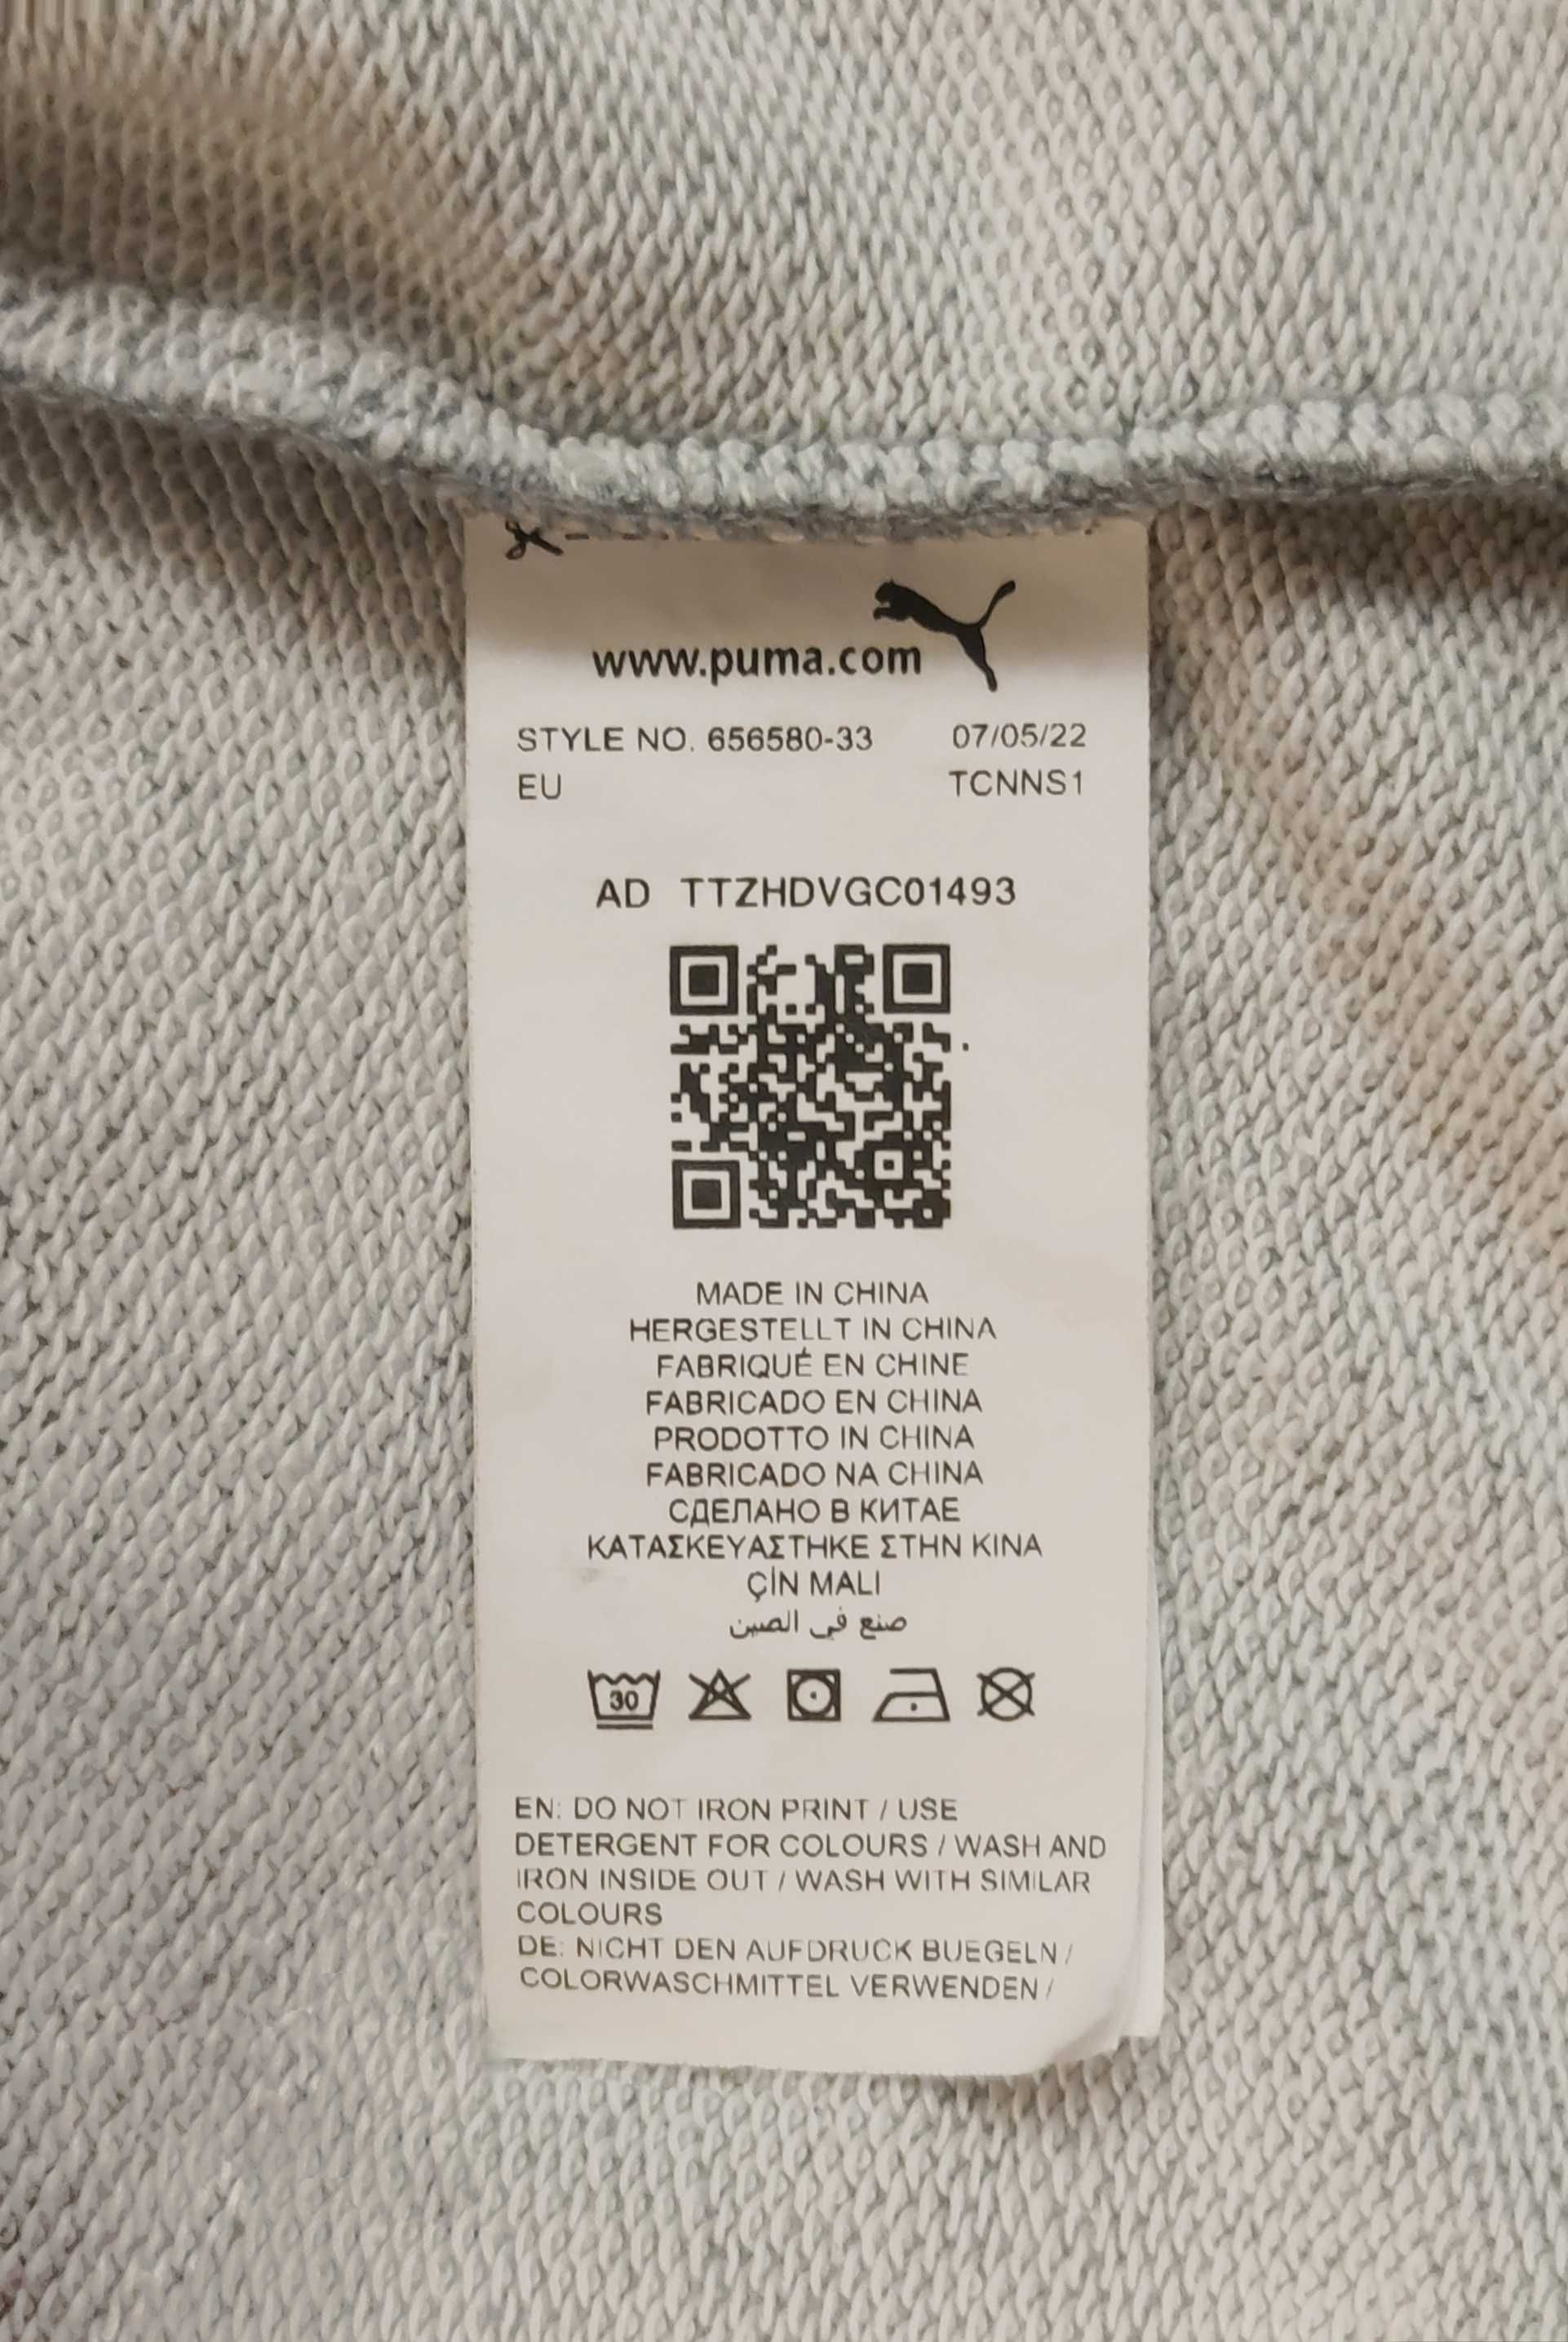 www.puma.com
STYLE NO. 656580-33 07/05/22
EU TCNNS1
AD TTZHDVGC01493
MADE IN CHINA
HERGESTELLT IN CHINA
FABRIQUÉ EN CHINE
FABRICADO EN CHINA
PRODOTTO IN CHINA
FABRICADO NA CHINA
СДЕЛАНО В КИТАЕ
ΚΑΤΑΣΚΕΥΑΣΤΗΚΕ ΣΤΗΝ ΚΙΝΑ
ÇİN MALI
صنع في الصين
30
EN: DO NOT IRON PRINT / USE
DETERGENT FOR COLOURS / WASH AND
IRON INSIDE OUT / WASH WITH SIMILAR
COLOURS
DE: NICHT DEN AUFDRUCK BUEGELN /
COLORWASCHMITTEL VERWENDEN /